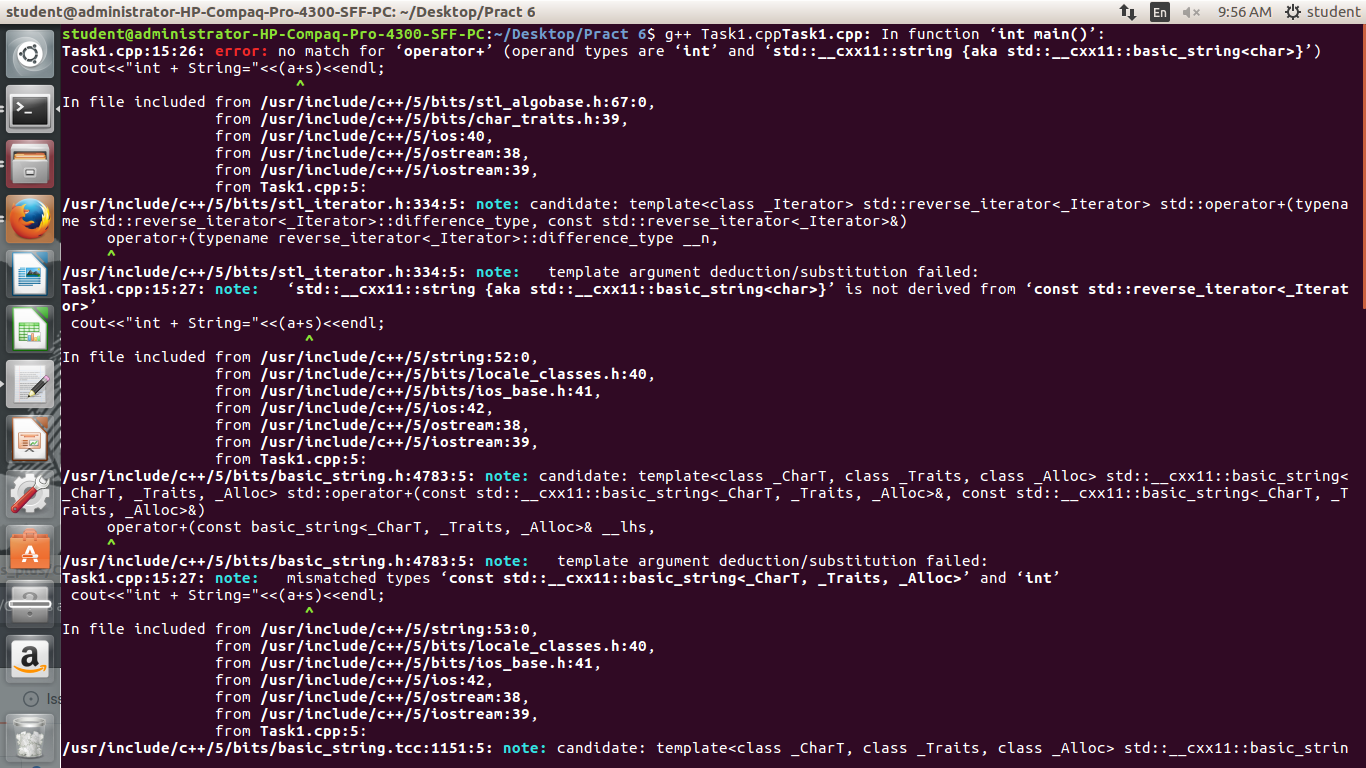 student@administrator-HP-Compaq-Pro-4300-SFF-PC: ~/Desktop/Pract 6
En
9:56 AM
student
student@administrator-HP-Compaq-Pro-4300-SFF-PC:~/Desktop/Pract 6$ g++ Task1.cppTask1.cpp: In function ‘int main()’:
Task1.cpp:15:26: error: no match for ‘operator+’ (operand types are ‘int’ and ‘std::__cxx11::string {aka std::__cxx11::basic_string<char>}’)
 cout<<"int + String="<<(a+s)<<endl;
                          ^
In file included from /usr/include/c++/5/bits/stl_algobase.h:67:0,
                 from /usr/include/c++/5/bits/char_traits.h:39,
                 from /usr/include/c++/5/ios:40,
                 from /usr/include/c++/5/ostream:38,
                 from /usr/include/c++/5/iostream:39,
                 from Task1.cpp:5:
/usr/include/c++/5/bits/stl_iterator.h:334:5: note: candidate: template<class _Iterator> std::reverse_iterator<_Iterator> std::operator+(typena
me std::reverse_iterator<_Iterator>::difference_type, const std::reverse_iterator<_Iterator>&)
     operator+(typename reverse_iterator<_Iterator>::difference_type __n,
     ^
/usr/include/c++/5/bits/stl_iterator.h:334:5: note:   template argument deduction/substitution failed:
Task1.cpp:15:27: note:   ‘std::__cxx11::string {aka std::__cxx11::basic_string<char>}’ is not derived from ‘const std::reverse_iterator<_Iterat
or>’
 cout<<"int + String="<<(a+s)<<endl;
                           ^
In file included from /usr/include/c++/5/string:52:0,
                 from /usr/include/c++/5/bits/locale_classes.h:40,
                 from /usr/include/c++/5/bits/ios_base.h:41,
                 from /usr/include/c++/5/ios:42,
                 from /usr/include/c++/5/ostream:38,
                 from /usr/include/c++/5/iostream:39,
                 from Task1.cpp:5:
/usr/include/c++/5/bits/basic_string.h:4783:5: note: candidate: template<class _CharT, class _Traits, class _Alloc> std::__cxx11::basic_string<
_CharT, _Traits, _Alloc> std::operator+(const std::__cxx11::basic_string<_CharT, _Traits, _Alloc>&, const std::__cxx11::basic_string<_CharT, _T
raits, _Alloc>&)
     operator+(const basic_string<_CharT, _Traits, _Alloc>& __lhs,
     ^
/usr/include/c++/5/bits/basic_string.h:4783:5: note:   template argument deduction/substitution failed:
Task1.cpp:15:27: note:   mismatched types ‘const std::__cxx11::basic_string<_CharT, _Traits, _Alloc>’ and ‘int’
 cout<<"int + String="<<(a+s)<<endl;
                           ^
In file included from /usr/include/c++/5/string:53:0,
                 from /usr/include/c++/5/bits/locale_classes.h:40,
                 from /usr/include/c++/5/bits/ios_base.h:41,
                 from /usr/include/c++/5/ios:42,
                 from /usr/include/c++/5/ostream:38,
                 from /usr/include/c++/5/iostream:39,
                 from Task1.cpp:5:
/usr/include/c++/5/bits/basic_string.tcc:1151:5: note: candidate: template<class _CharT, class _Traits, class _Alloc> std::__cxx11::basic_strin